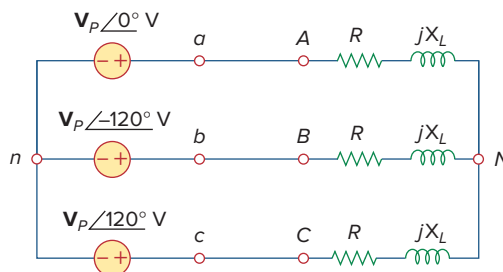 V_P∠0° V a A R jX_L
V_P∠−120° V b B R jX_L
n N
V_P∠120° V c C R jX_L
− +
− +
− +